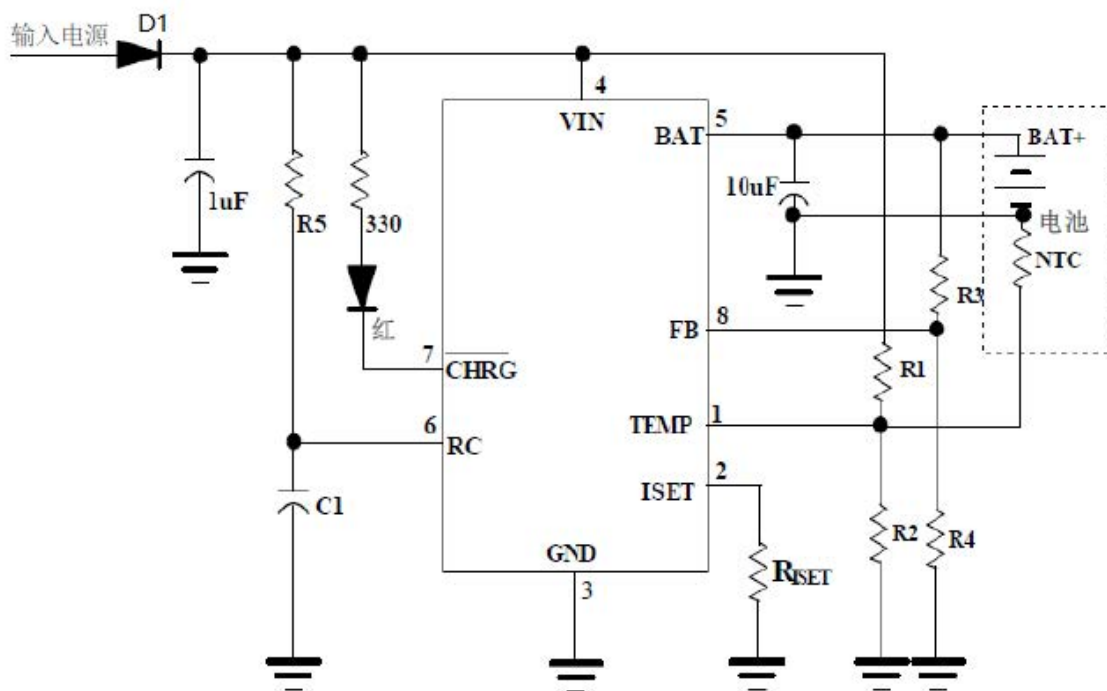 D1
输入电源
4
VIN
5
BAT
BAT+
1uF
R5
330
10uF
电池
NTC
R3
红
8
FB
7
CHRG
R1
6
RC
1
TEMP
2
ISET
C1
R2
R4
GND
RISET
3